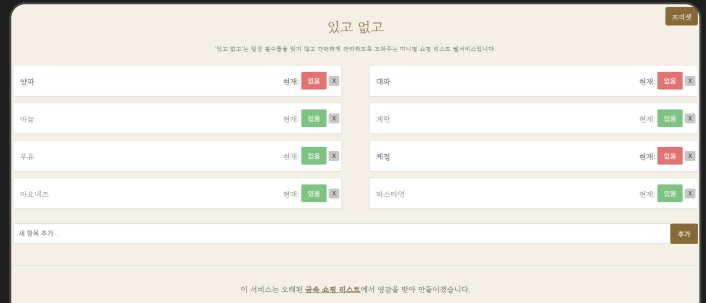 프리셋
있고 없고
'있고 없고'는 일상 필수품을 잊지 않고 간편하게 관리하도록 도와주는 미니멀 쇼핑 리스트 웹서비스입니다.
양파 현재: 없음 X
대파 현재: 없음 X
마늘 현재: 있음 X
계란 현재: 있음 X
우유 현재: 있음 X
케첩 현재: 없음 X
마요네즈 현재: 있음 X
파스타면 현재: 있음 X
새 항목 추가... 추가
이 서비스는 오래된 금속 쇼핑 리스트에서 영감을 받아 만들어졌습니다.